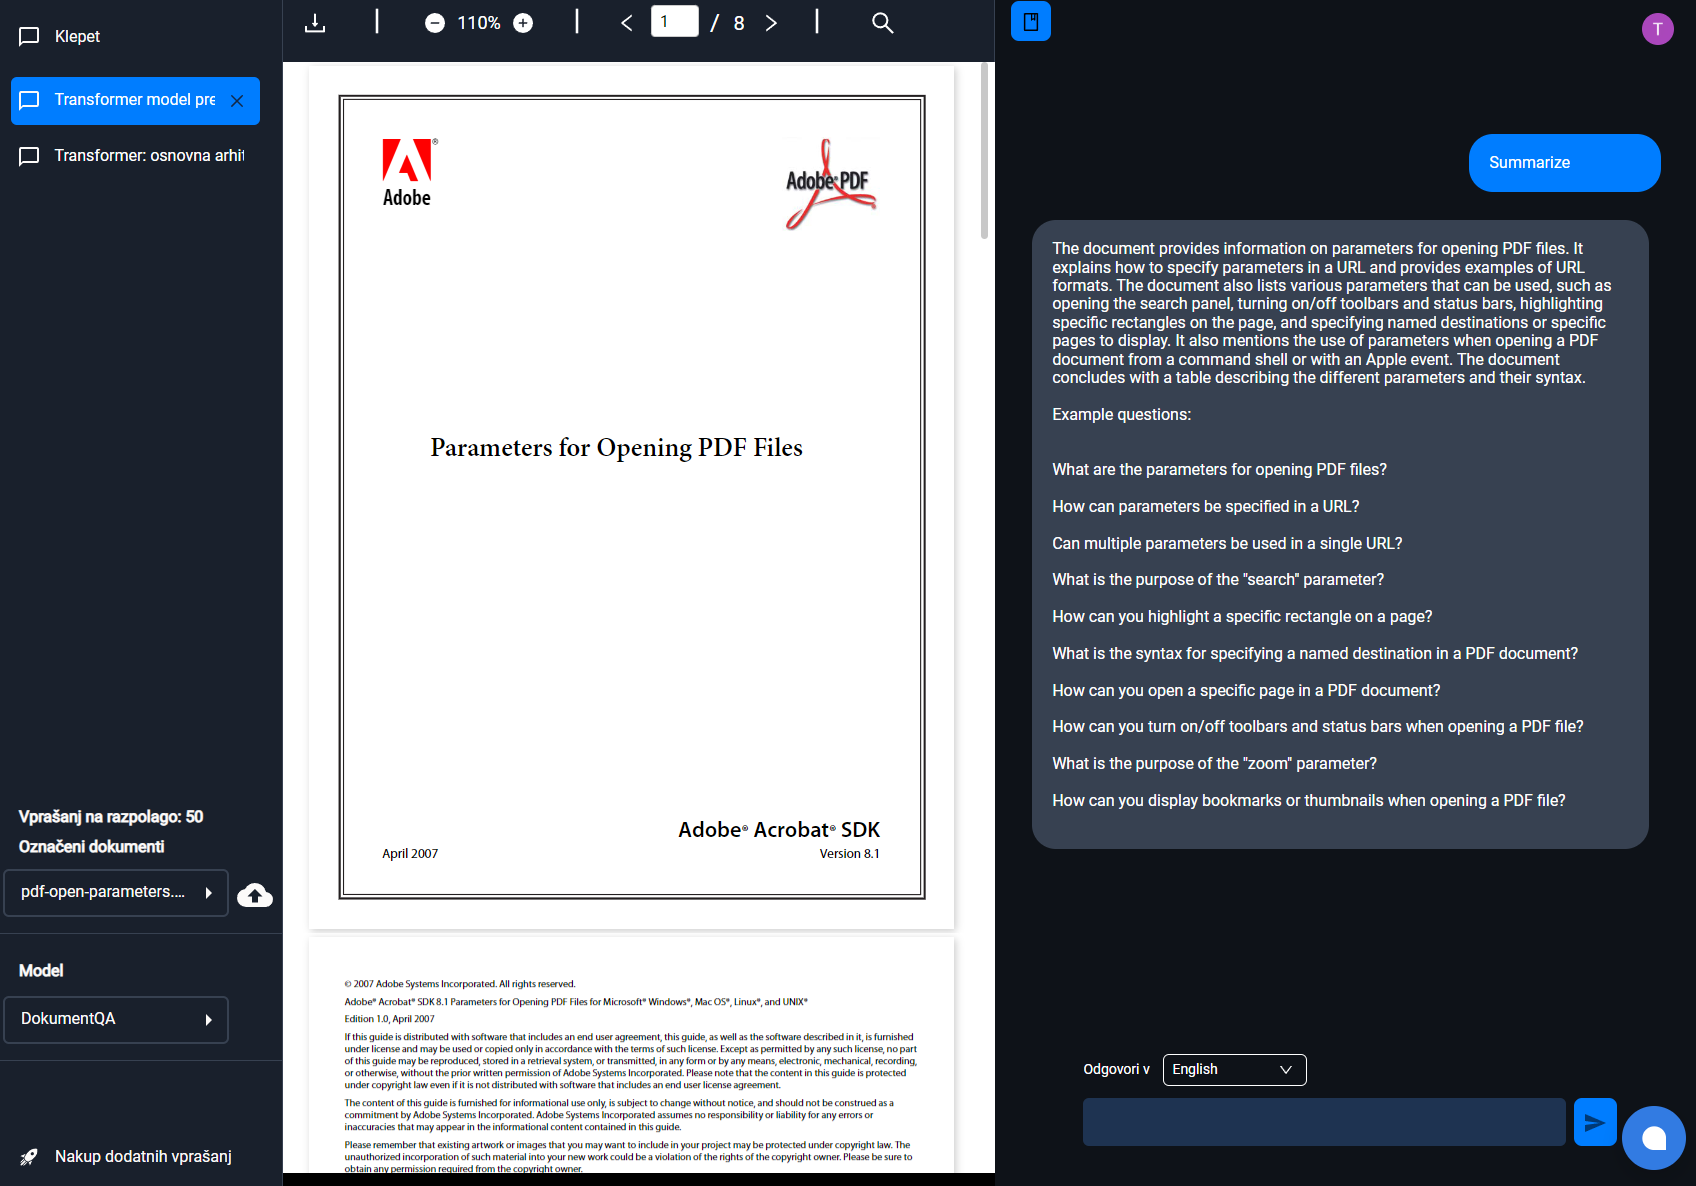 Klepet
Transformer model pre
Transformer: osnovna arhit
Vprašanj na razpolago: 50
Označeni dokumenti
pdf-open-parameters....
Model
DokumentQA
Nakup dodatnih vprašanj
110%
1 / 8
Adobe®
Adobe® PDF
Parameters for Opening PDF Files
Adobe® Acrobat® SDK
April 2007
Version 8.1
© 2007 Adobe Systems Incorporated. All rights reserved.
Adobe® Acrobat® SDK 8.1 Parameters for Opening PDF Files for Microsoft® Windows®, Mac OS®, Linux®, and UNIX®
Edition 1.0, April 2007
If this guide is distributed with software that includes an end user agreement, this guide, as well as the software described in it, is furnished
under license and may be used or copied only in accordance with the terms of such license. Except as permitted by any such license, no part
of this guide may be reproduced, stored in a retrieval system, or transmitted, in any form or by any means, electronic, mechanical, recording,
or otherwise, without the prior written permission of Adobe Systems Incorporated. Please note that the content in this guide is protected
under copyright law even if it is not distributed with software that includes an end user license agreement.
The content of this guide is furnished for informational use only, is subject to change without notice, and should not be construed as a
commitment by Adobe Systems Incorporated. Adobe Systems Incorporated assumes no responsibility or liability for any errors or
inaccuracies that may appear in the informational content contained in this guide.
Please remember that existing artwork or images that you may want to include in your project may be protected under copyright law. The
unauthorized incorporation of such material into your new work could be a violation of the rights of the copyright owner. Please be sure to
obtain any permission required from the copyright owner.
T
Summarize
The document provides information on parameters for opening PDF files. It
explains how to specify parameters in a URL and provides examples of URL
formats. The document also lists various parameters that can be used, such as
opening the search panel, turning on/off toolbars and status bars, highlighting
specific rectangles on the page, and specifying named destinations or specific
pages to display. It also mentions the use of parameters when opening a PDF
document from a command shell or with an Apple event. The document
concludes with a table describing the different parameters and their syntax.
Example questions:
What are the parameters for opening PDF files?
How can parameters be specified in a URL?
Can multiple parameters be used in a single URL?
What is the purpose of the "search" parameter?
How can you highlight a specific rectangle on a page?
What is the syntax for specifying a named destination in a PDF document?
How can you open a specific page in a PDF document?
How can you turn on/off toolbars and status bars when opening a PDF file?
What is the purpose of the "zoom" parameter?
How can you display bookmarks or thumbnails when opening a PDF file?
Odgovori v
English